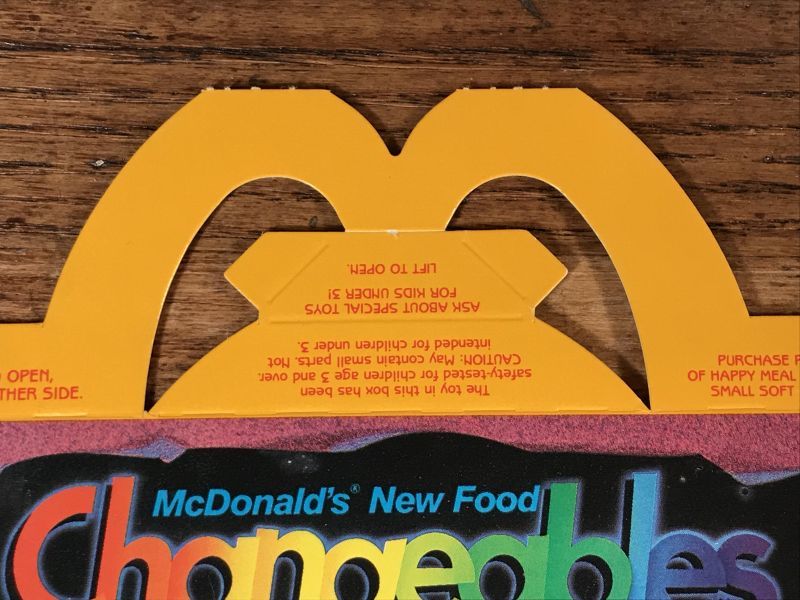 LIFT TO OPEN.
ASK ABOUT SPECIAL TOYS
FOR KIDS UNDER 3!
The toy in this box has been
safety-tested for children age 3 and over.
CAUTION: May contain small parts. Not
intended for children under 3.
OPEN,
THER SIDE.
PURCHASE
OF HAPPY MEAL
SMALL SOFT
McDonald's® New Food
Changeables